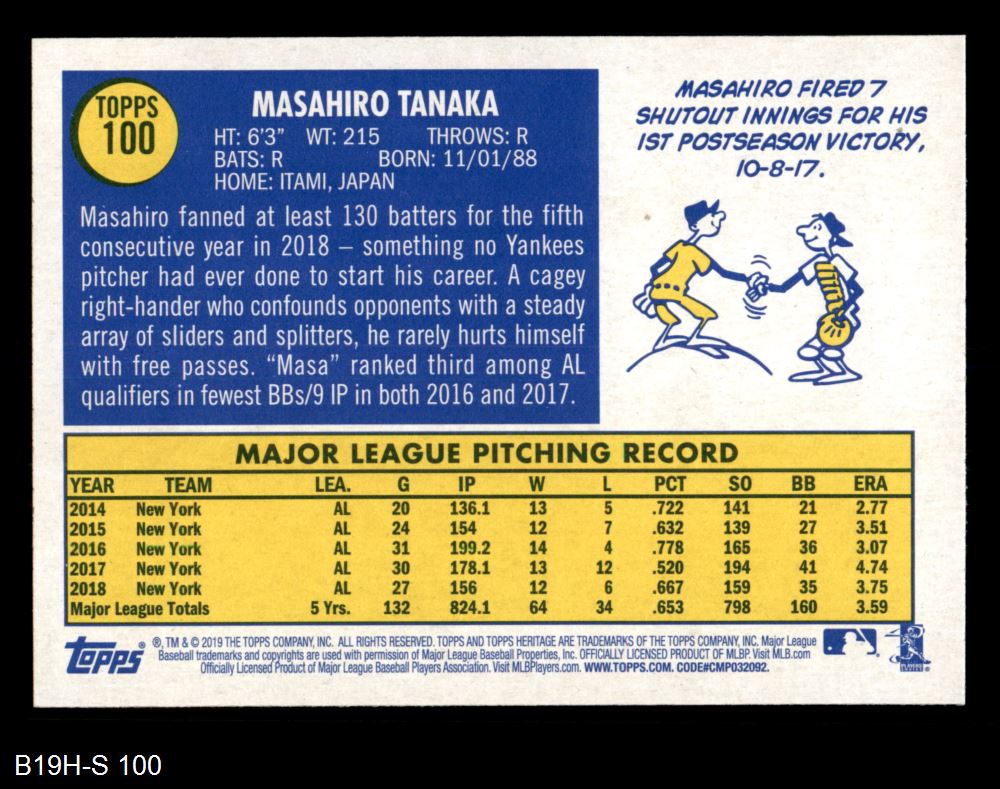 TOPPS
100
MASAHIRO TANAKA
HT: 6'3" WT: 215 THROWS: R
BATS: R BORN: 11/01/88
HOME: ITAMI, JAPAN
Masahiro fanned at least 130 batters for the fifth
consecutive year in 2018 – something no Yankees
pitcher had ever done to start his career. A cagey
right-hander who confounds opponents with a steady
array of sliders and splitters, he rarely hurts himself
with free passes. "Masa" ranked third among AL
qualifiers in fewest BBs/9 IP in both 2016 and 2017.
MASAHIRO FIRED 7
SHUTOUT INNINGS FOR HIS
1ST POSTSEASON VICTORY,
10-8-17.
MAJOR LEAGUE PITCHING RECORD
YEAR TEAM LEA. G IP W L PCT SO BB ERA
2014 New York AL 20 136.1 13 5 .722 141 21 2.77
2015 New York AL 24 154 12 7 .632 139 27 3.51
2016 New York AL 31 199.2 14 4 .778 165 36 3.07
2017 New York AL 30 178.1 13 12 .520 194 41 4.74
2018 New York AL 27 156 12 6 .667 159 35 3.75
Major League Totals 5 Yrs. 132 824.1 64 34 .653 798 160 3.59
topps
®, TM & © 2019 THE TOPPS COMPANY, INC. ALL RIGHTS RESERVED. TOPPS AND TOPPS HERITAGE ARE TRADEMARKS OF THE TOPPS COMPANY, INC. Major League
Baseball trademarks and copyrights are used with permission of Major League Baseball Properties, Inc. OFFICIALLY LICENSED PRODUCT OF MLBP. Visit MLB.com
Officially Licensed Product of Major League Baseball Players Association. Visit MLBPlayers.com. WWW.TOPPS.COM. CODE#CMP032092.
B19H-S 100